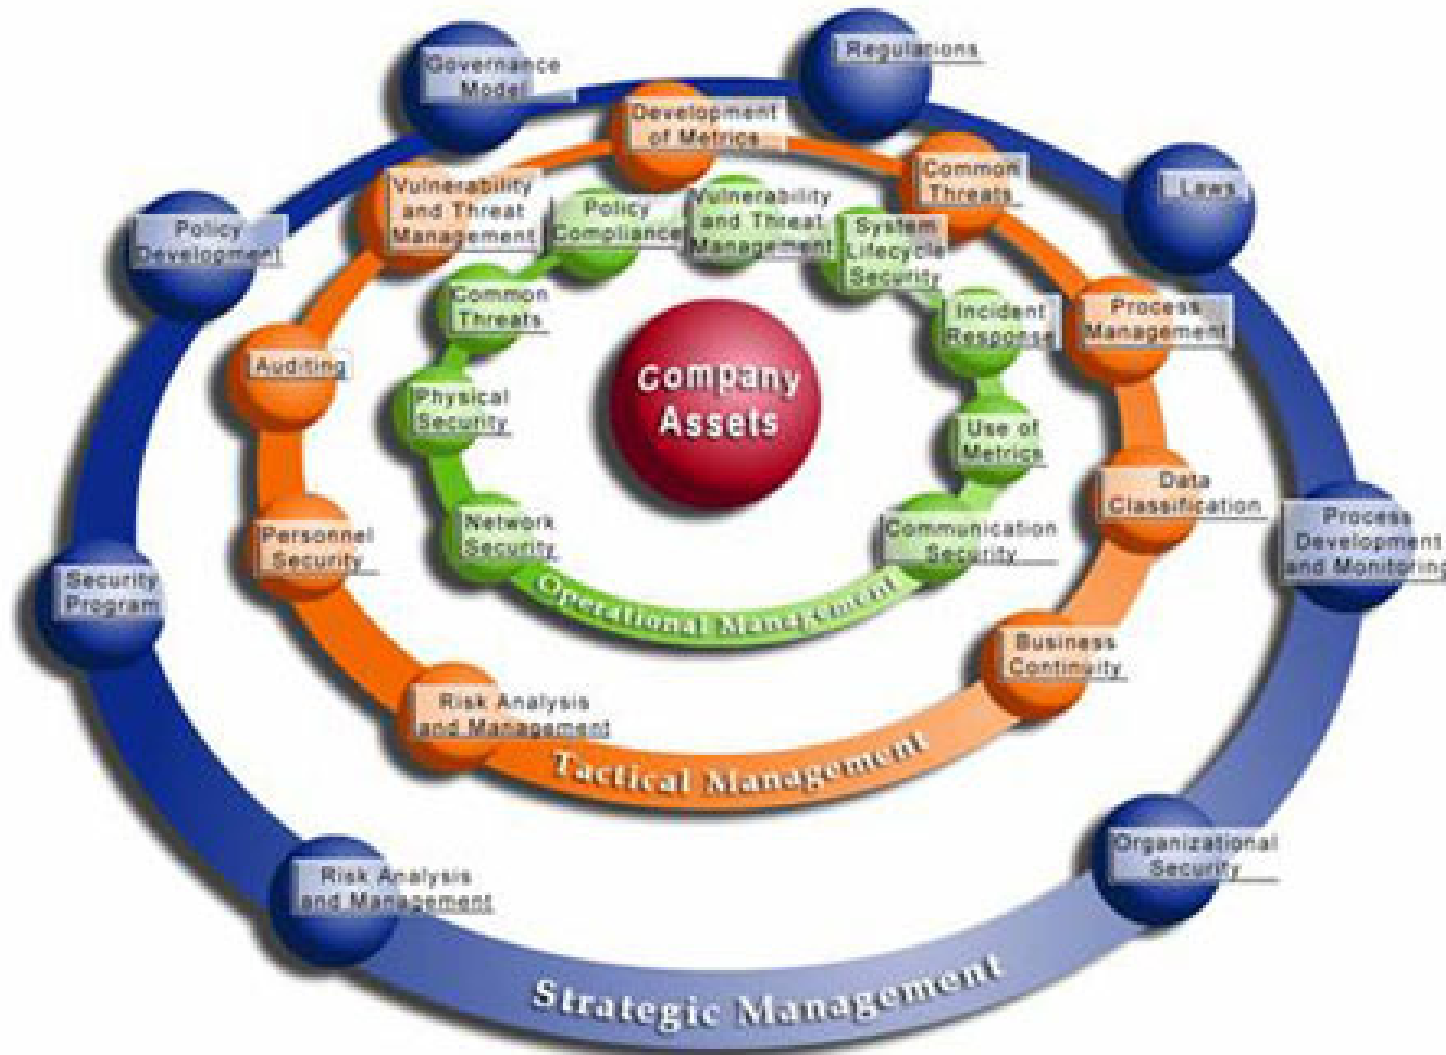 Governance
Model
Regulations
Development
of Metrics
Common
Threats
Laws
Vulnerability
and Threat
Management
Policy
Compliance
Vulnerability
and Threat
Management
System
Lifecycle
Security
Policy
Development
Common
Threats
Incident
Response
Process
Management
Auditing
Company
Assets
Physical
Security
Use of
Metrics
Data
Classification
Personnel
Security
Network
Security
Communication
Security
Process
Development
and Monitoring
Security
Program
Operational Management
Business
Continuity
Risk Analysis
and Management
Tactical Management
Organizational
Security
Risk Analysis
and Management
Strategic Management